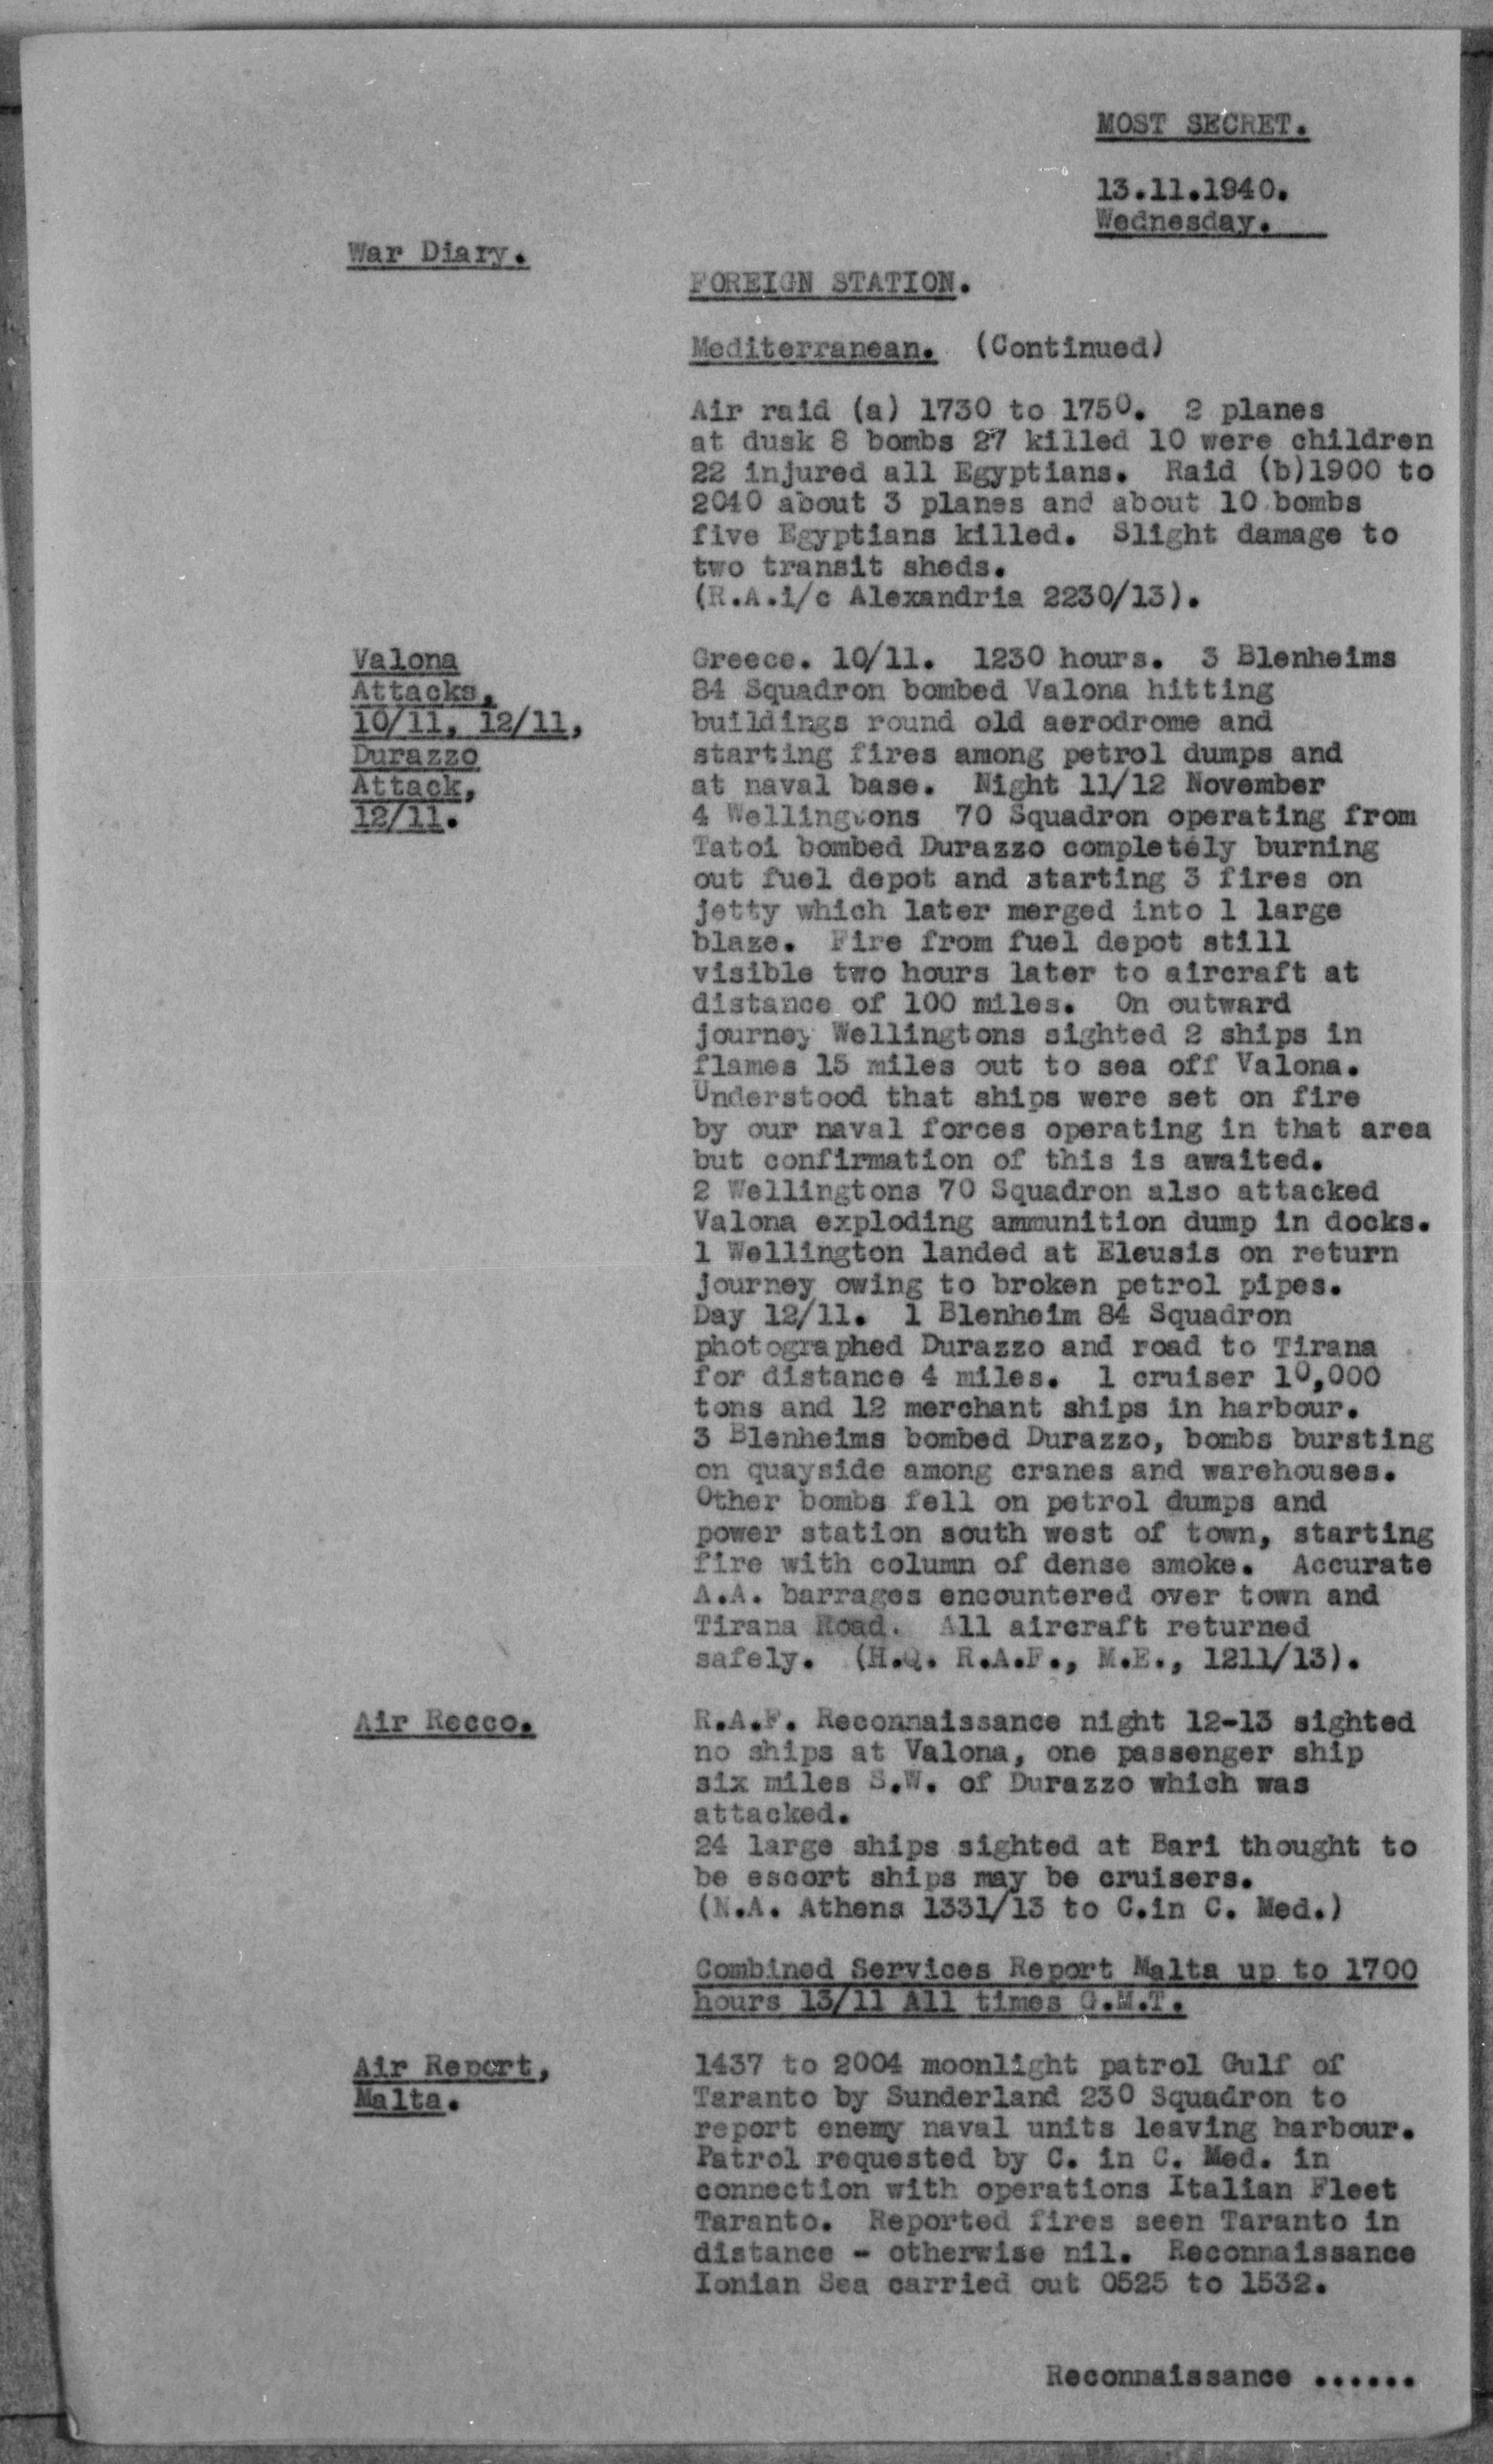 MOST SECRET.
13.11.1940.
Wednesday.
War Diary.
FOREIGN STATION.
Mediterranean. (Continued)
Air raid (a) 1730 to 1750. 2 planes
at dusk 8 bombs 27 killed 10 were children
22 injured all Egyptians. Raid (b)1900 to
2040 about 3 planes and about 10 bombs
five Egyptians killed. Slight damage to
two transit sheds.
(R.A.i/c Alexandria 2230/13).
Valona
Attacks,
10/11, 12/11,
Durazzo
Attack,
12/11.
Greece. 10/11. 1230 hours. 3 Blenheims
84 Squadron bombed Valona hitting
buildings round old aerodrome and
starting fires among petrol dumps and
at naval base. Night 11/12 November
4 Wellingtons 70 Squadron operating from
Tatoi bombed Durazzo completely burning
out fuel depot and starting 3 fires on
jetty which later merged into 1 large
blaze. Fire from fuel depot still
visible two hours later to aircraft at
distance of 100 miles. On outward
journey Wellingtons sighted 2 ships in
flames 15 miles out to sea off Valona.
Understood that ships were set on fire
by our naval forces operating in that area
but confirmation of this is awaited.
2 Wellingtons 70 Squadron also attacked
Valona exploding ammunition dump in docks.
1 Wellington landed at Eleusis on return
journey owing to broken petrol pipes.
Day 12/11. 1 Blenheim 84 Squadron
photographed Durazzo and road to Tirana
for distance 4 miles. 1 cruiser 10,000
tons and 12 merchant ships in harbour.
3 Blenheims bombed Durazzo, bombs bursting
on quayside among cranes and warehouses.
Other bombs fell on petrol dumps and
power station south west of town, starting
fire with column of dense smoke. Accurate
A.A. barrages encountered over town and
Tirana Road. All aircraft returned
safely. (H.Q. R.A.F., M.E., 1211/13).
Air Recco.
R.A.F. Reconnaissance night 12-13 sighted
no ships at Valona, one passenger ship
six miles S.W. of Durazzo which was
attacked.
24 large ships sighted at Bari thought to
be escort ships may be cruisers.
(N.A. Athens 1331/13 to C.in C. Med.)
Combined Services Report Malta up to 1700
hours 13/11 All times G.M.T.
Air Report,
Malta.
1437 to 2004 moonlight patrol Gulf of
Taranto by Sunderland 230 Squadron to
report enemy naval units leaving harbour.
Patrol requested by C. in C. Med. in
connection with operations Italian Fleet
Taranto. Reported fires seen Taranto in
distance - otherwise nil. Reconnaissance
Ionian Sea carried out 0525 to 1532.
Reconnaissance ......